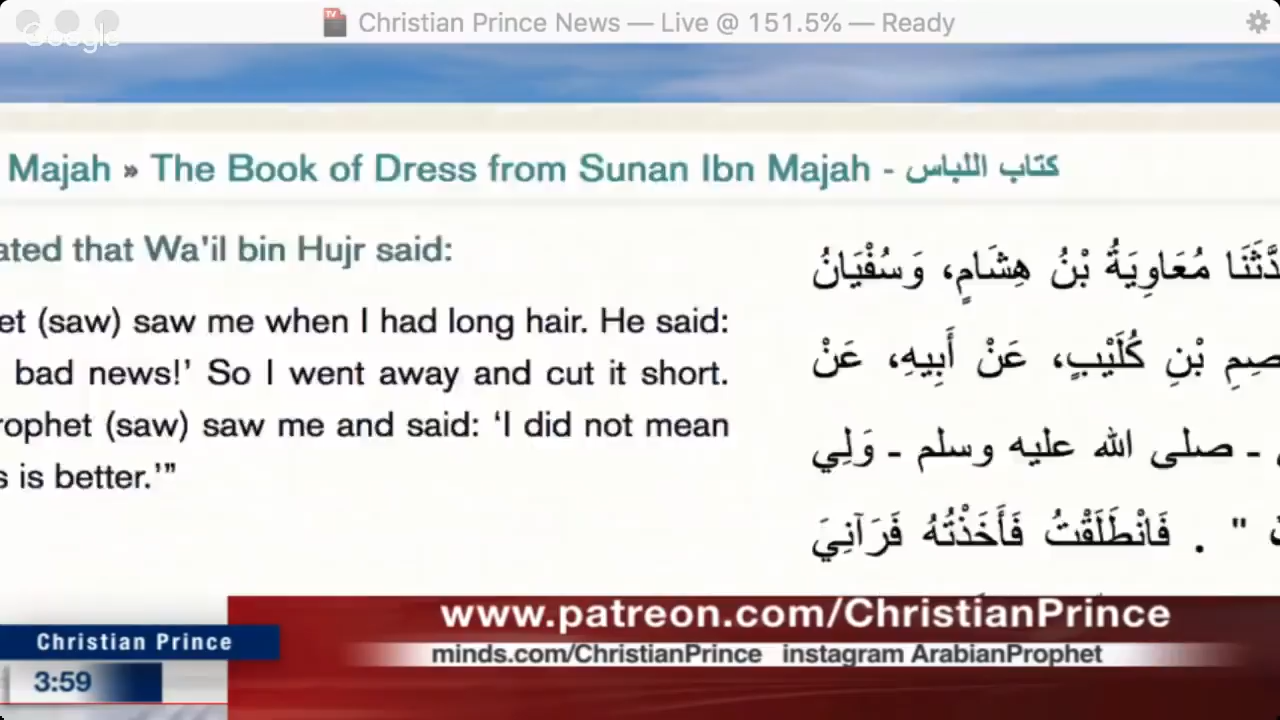 Christian Prince News — Live @ 151.5% — Ready
Google
Majah » The Book of Dress from Sunan Ibn Majah - كتاب اللباس
ated that Wa'il bin Hujr said:
et (saw) saw me when I had long hair. He said:
bad news!’ So I went away and cut it short.
rophet (saw) saw me and said: ‘I did not mean
s is better.’”
دَّثَنَا مُعَاوِيَةُ بْنُ هِشَامٍ، وَسُفْيَانُ
صِمِ بْنِ كُلَيْبٍ، عَنْ أَبِيهِ، عَنْ
ـ صلى الله عليه وسلم ـ وَلِي
" . فَانْطَلَقْتُ فَأَخَذْتُهُ فَرَآنِيَ
www.patreon.com/ChristianPrince
minds.com/ChristianPrince instagram ArabianProphet
Christian Prince
3:59